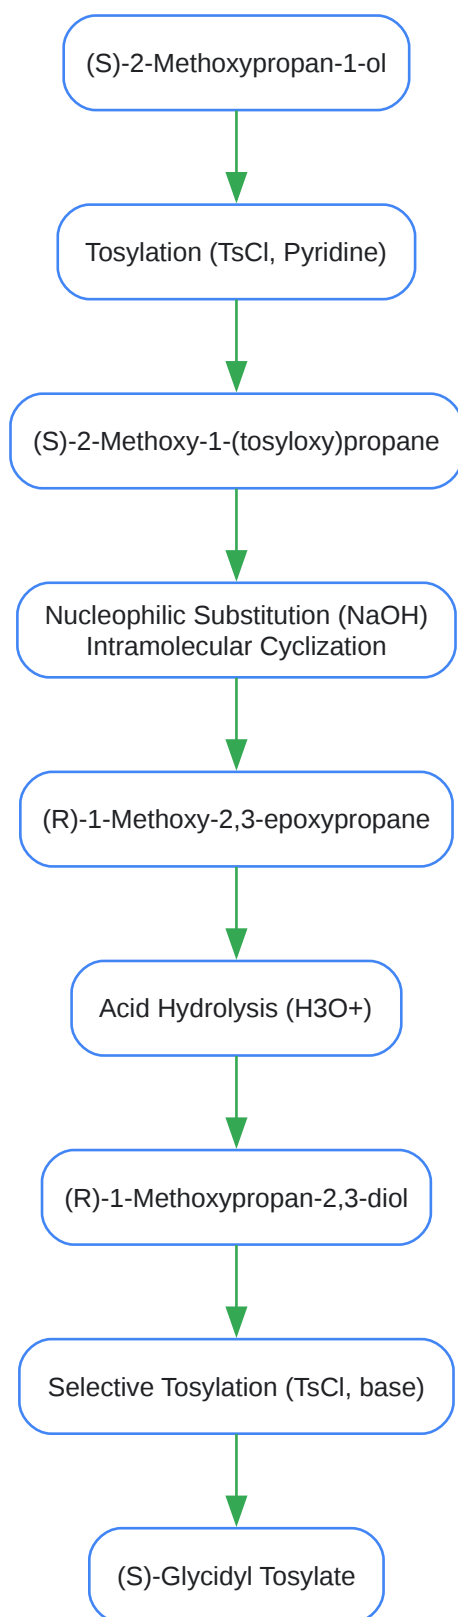 (S)-2-Methoxypropan-1-ol
Tosylation (TsCl, Pyridine)
(S)-2-Methoxy-1-(tosyloxy)propane
Nucleophilic Substitution (NaOH)
Intramolecular Cyclization
(R)-1-Methoxy-2,3-epoxypropane
Acid Hydrolysis (H3O+)
(R)-1-Methoxypropan-2,3-diol
Selective Tosylation (TsCl, base)
(S)-Glycidyl Tosylate